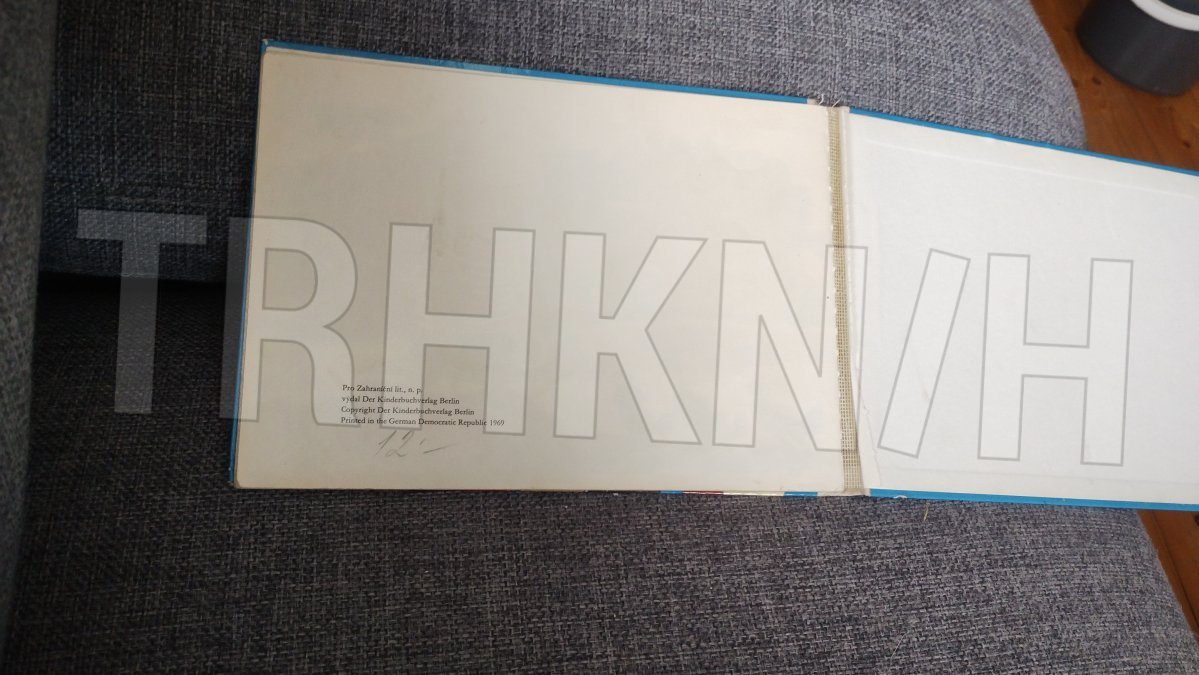 TRHKN/H
Pro Zahraniční lit., n. p.
vydal Der Kinderbuchverlag Berlin
Copyright Der Kinderbuchverlag Berlin
Printed in the German Democratic Republic 1969
12·–